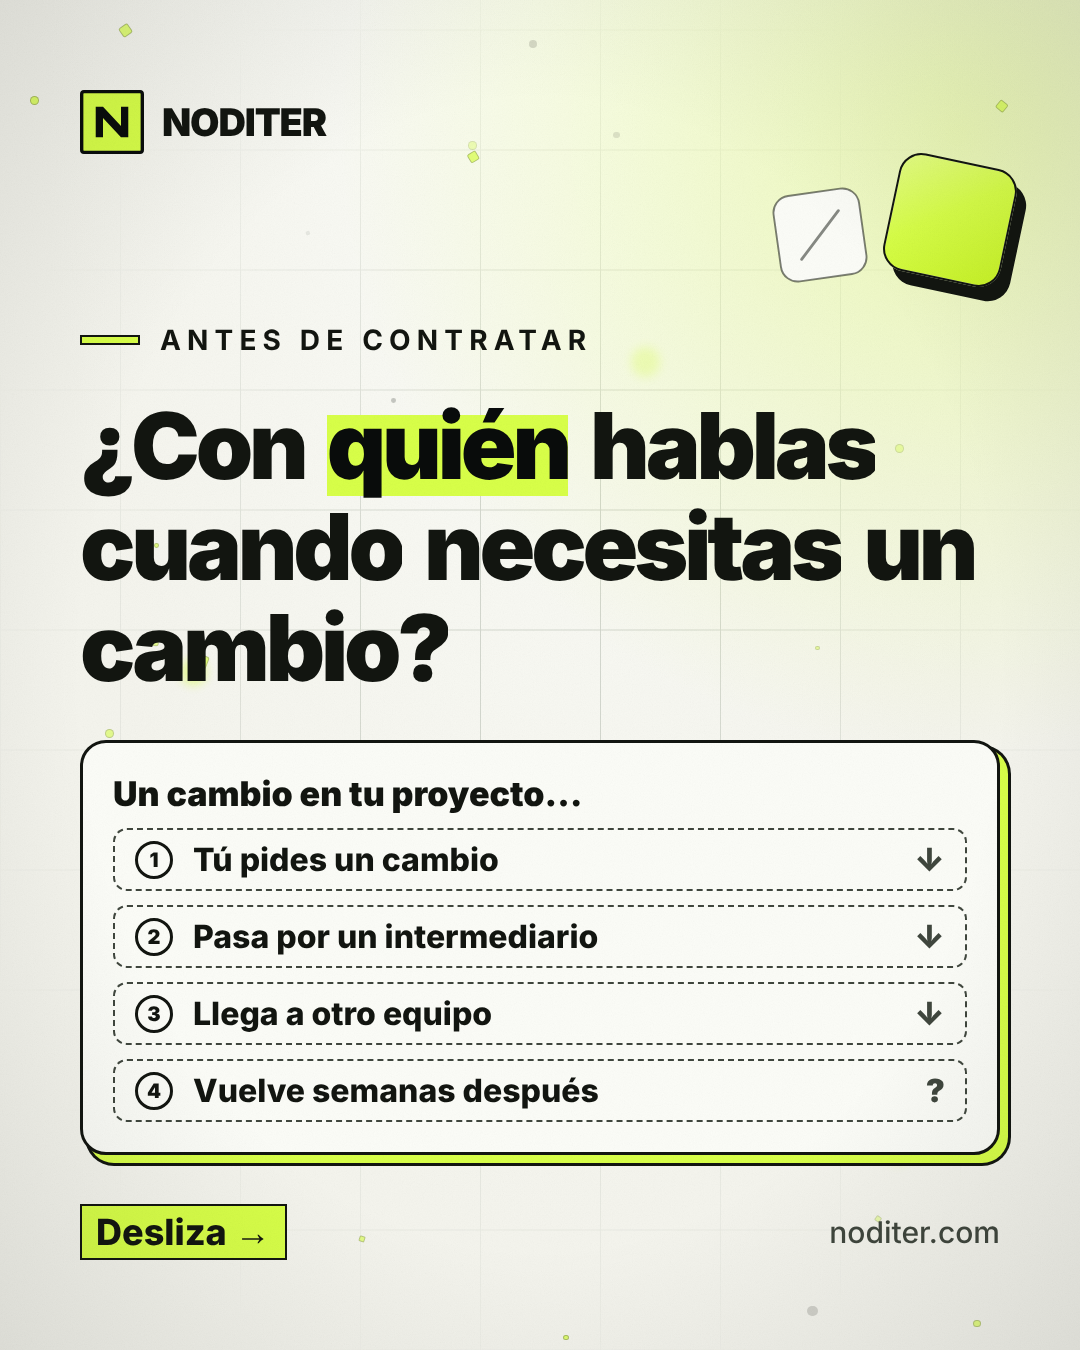 N NODITER
ANTES DE CONTRATAR
¿Con quién hablas
cuando necesitas un
cambio?
Un cambio en tu proyecto...
1 Tú pides un cambio ↓
2 Pasa por un intermediario ↓
3 Llega a otro equipo ↓
4 Vuelve semanas después ?
Desliza →
noditer.com